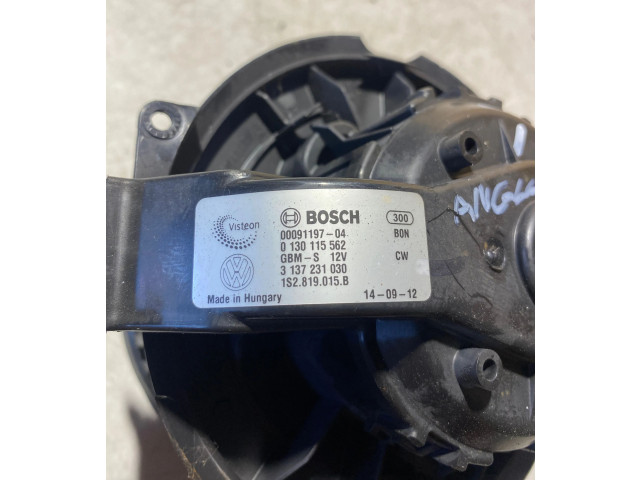 Visteon
BOSCH
300
00091197-04
BON
0 130 115 562
GBM-S 12V
CW
3 137 231 030
1S2.819.015.B
Made in Hungary
14-09-12